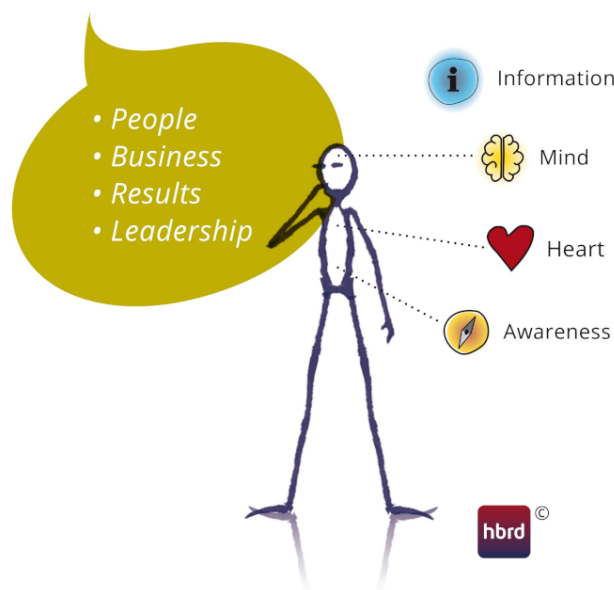 • People
• Business
• Results
• Leadership
i
Information
Mind
Heart
Awareness
hbrd ©